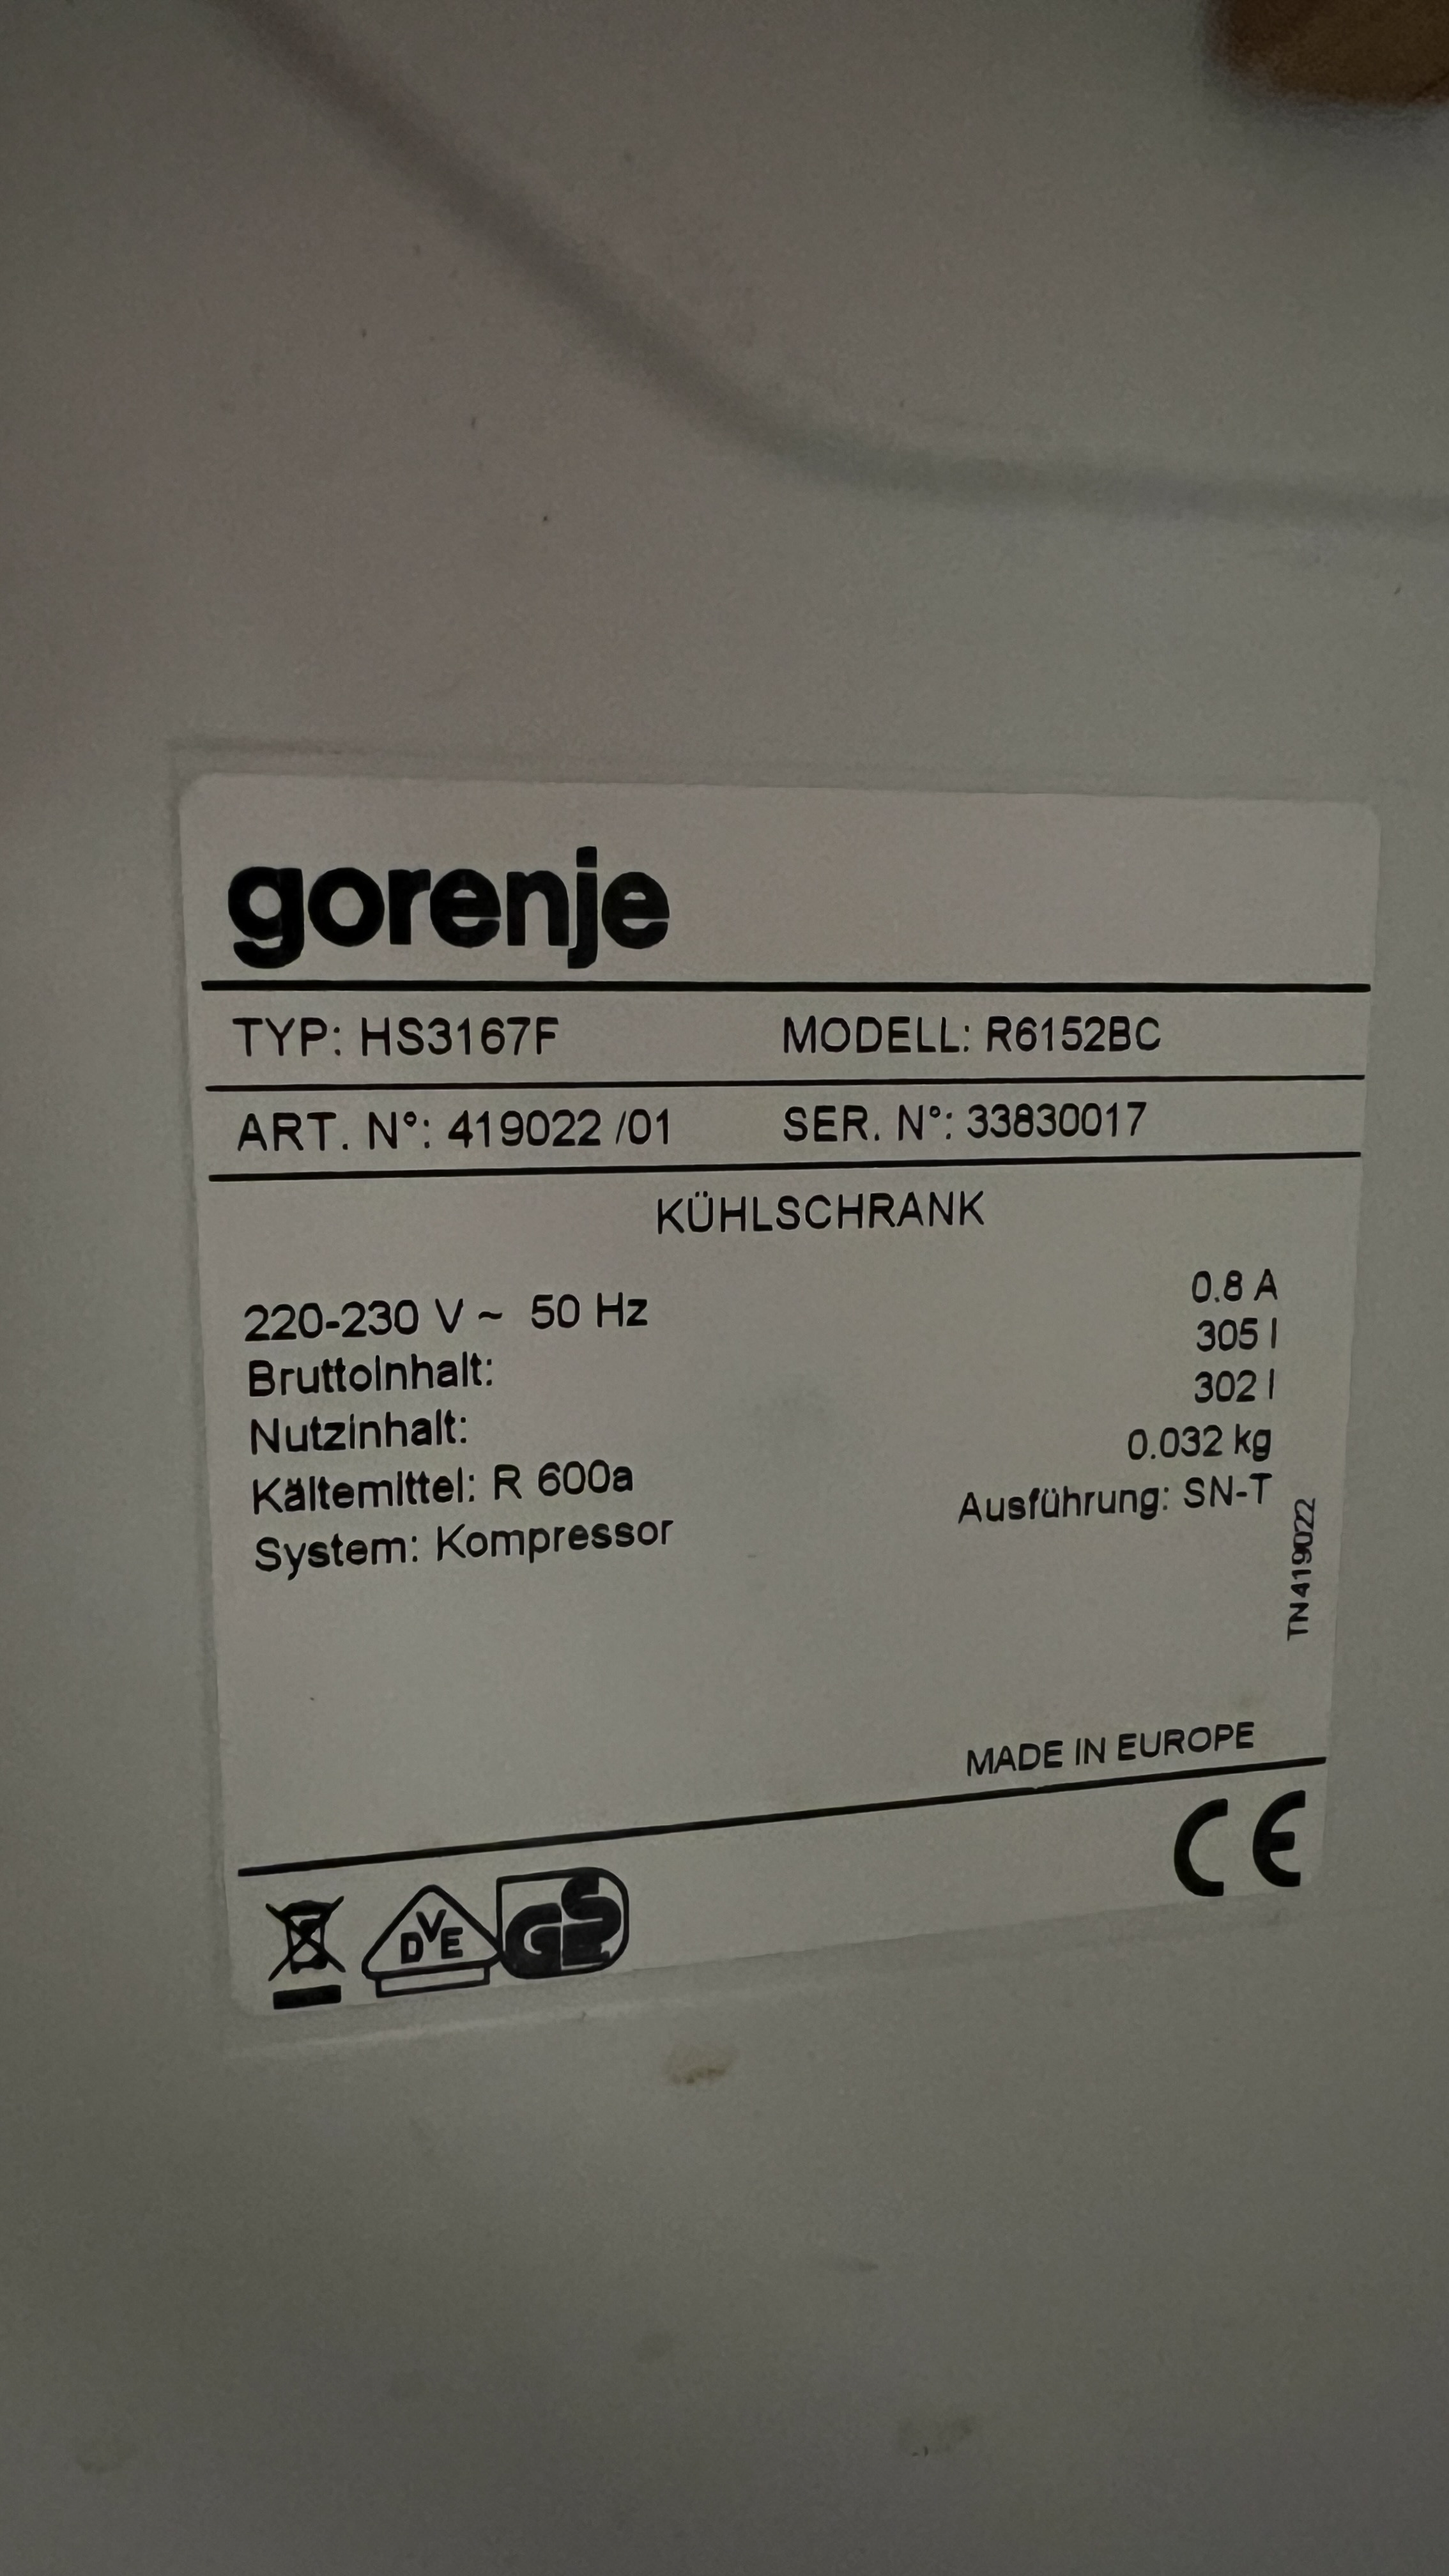 gorenje
TYP: HS3167F MODELL: R6152BC
ART. N°: 419022 /01 SER. N°: 33830017
KÜHLSCHRANK
220-230 V ~ 50 Hz 0.8 A
Bruttoinhalt: 305 l
Nutzinhalt: 302 l
Kältemittel: R 600a 0.032 kg
System: Kompressor Ausführung: SN-T
TN419022
MADE IN EUROPE
DVE GS CE